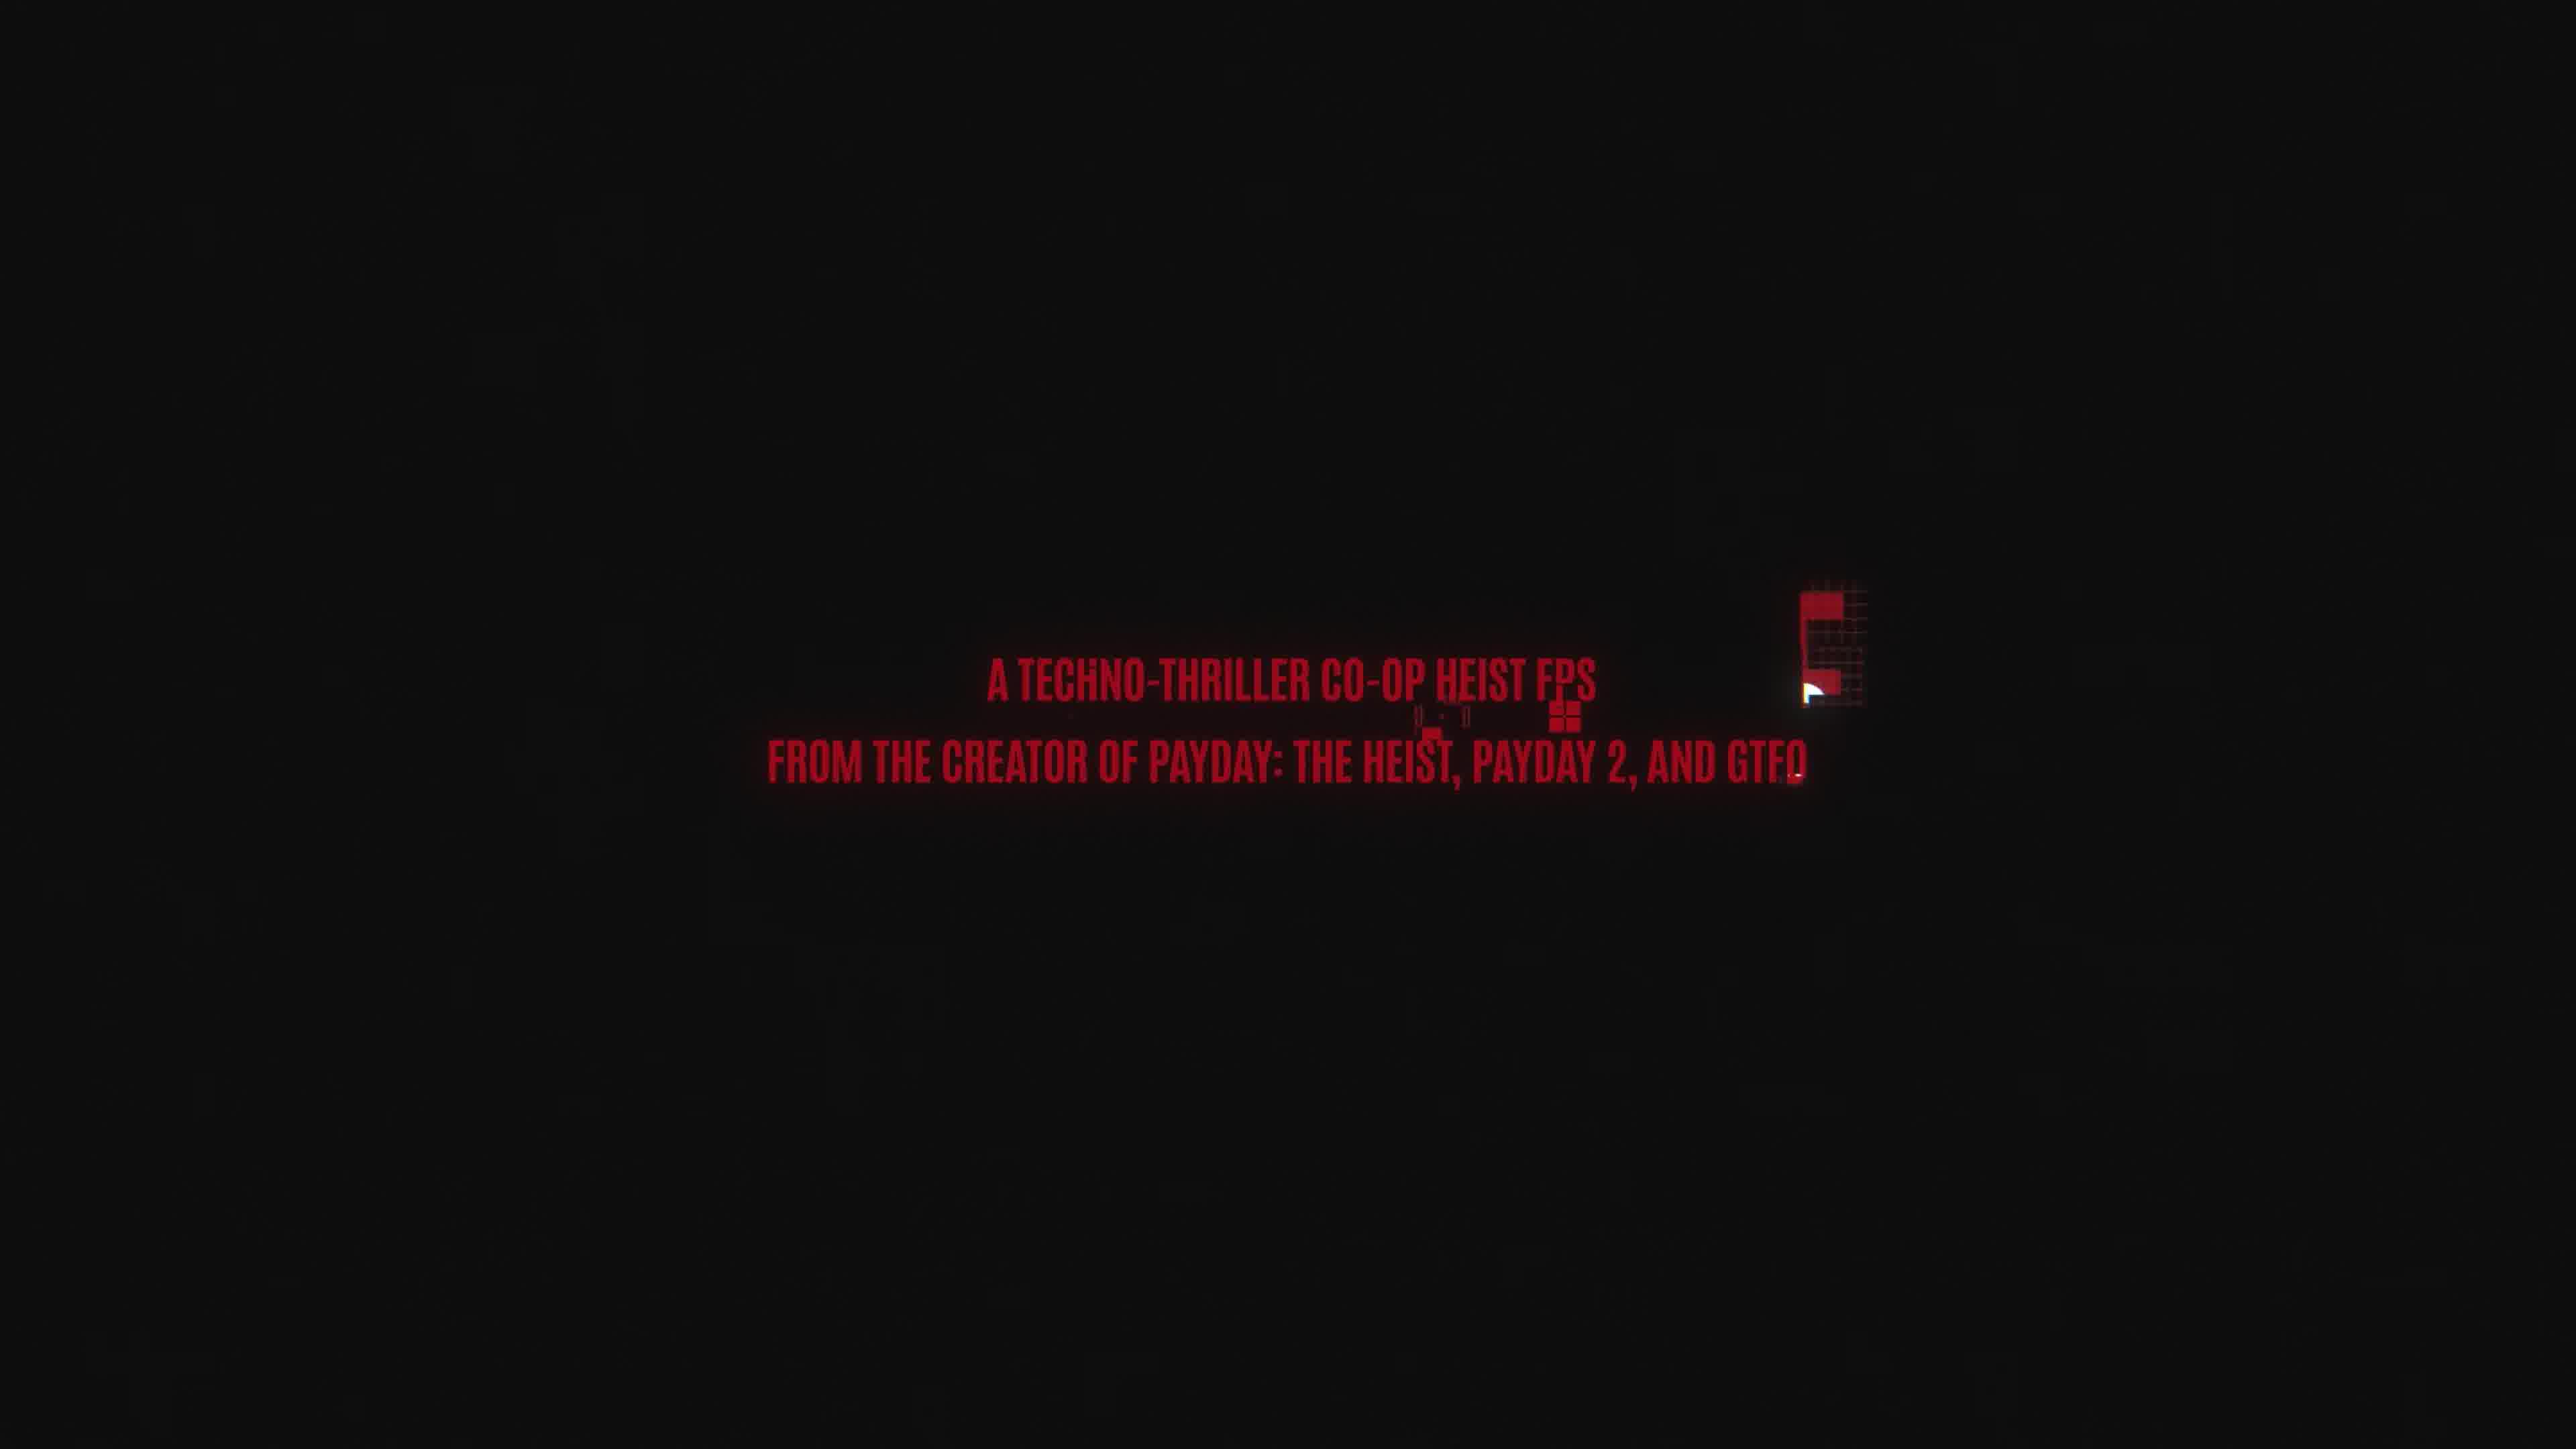 A TECHNO-THRILLER CO-OP HEIST FPS
FROM THE CREATOR OF PAYDAY: THE HEIST, PAYDAY 2, AND GTFO